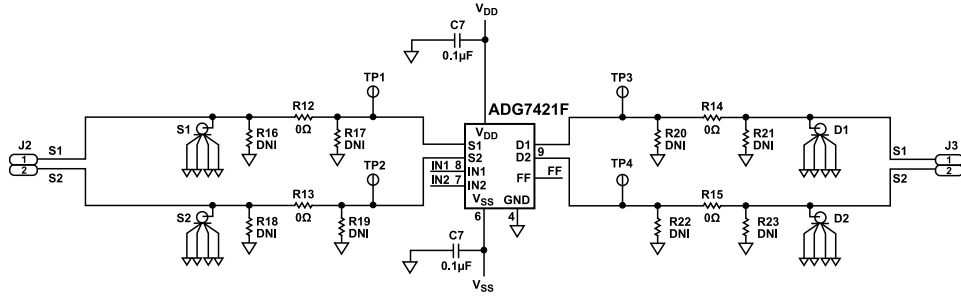 VDD
C7
0.1µF
TP1
TP3
ADG7421F
R12
R14
S1
R16
DNI
0Ω
R17
DNI
VDD
S1
S2
IN1
IN2
VSS
GND
D1
D2
FF
R20
DNI
0Ω
R21
DNI
D1
J2
1
2
S1
S2
J3
1
2
S1
S2
IN1 8
IN2 7
9
FF
6
4
TP2
TP4
R13
R15
S2
R18
DNI
0Ω
R19
DNI
R22
DNI
0Ω
R23
DNI
D2
C7
0.1µF
VSS